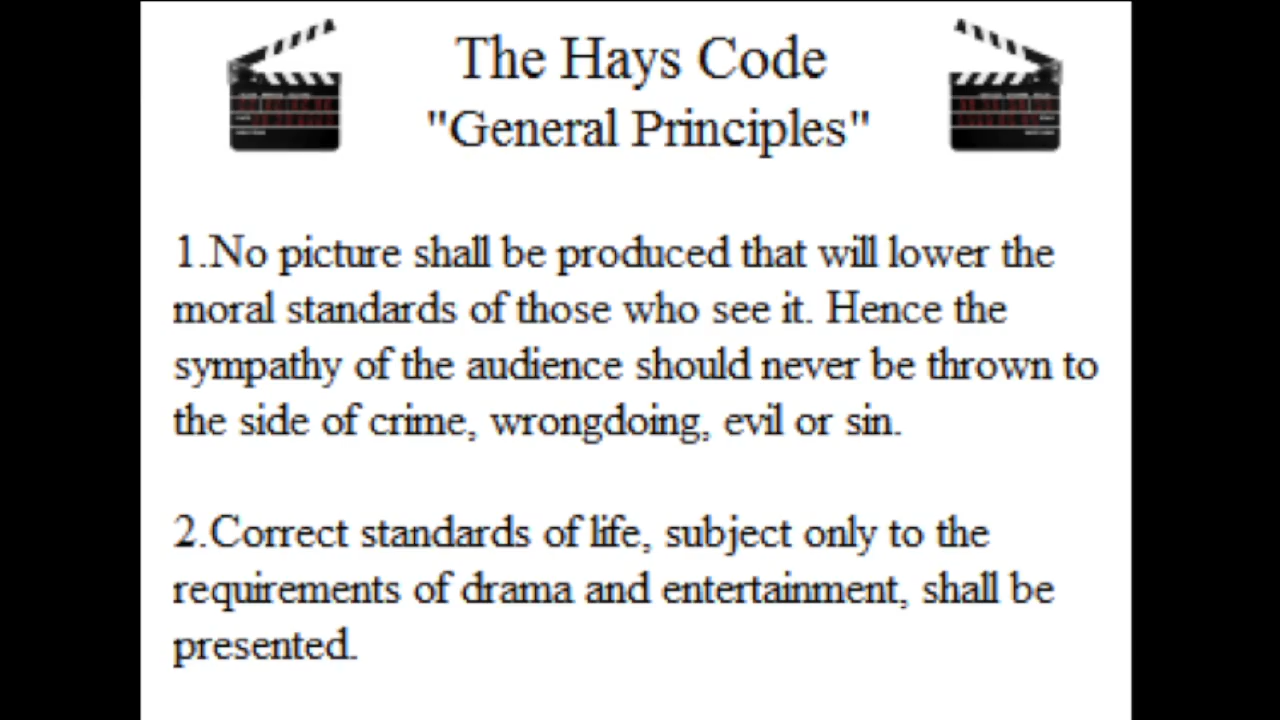 The Hays Code
"General Principles"
1.No picture shall be produced that will lower the
moral standards of those who see it. Hence the
sympathy of the audience should never be thrown to
the side of crime, wrongdoing, evil or sin.
2.Correct standards of life, subject only to the
requirements of drama and entertainment, shall be
presented.